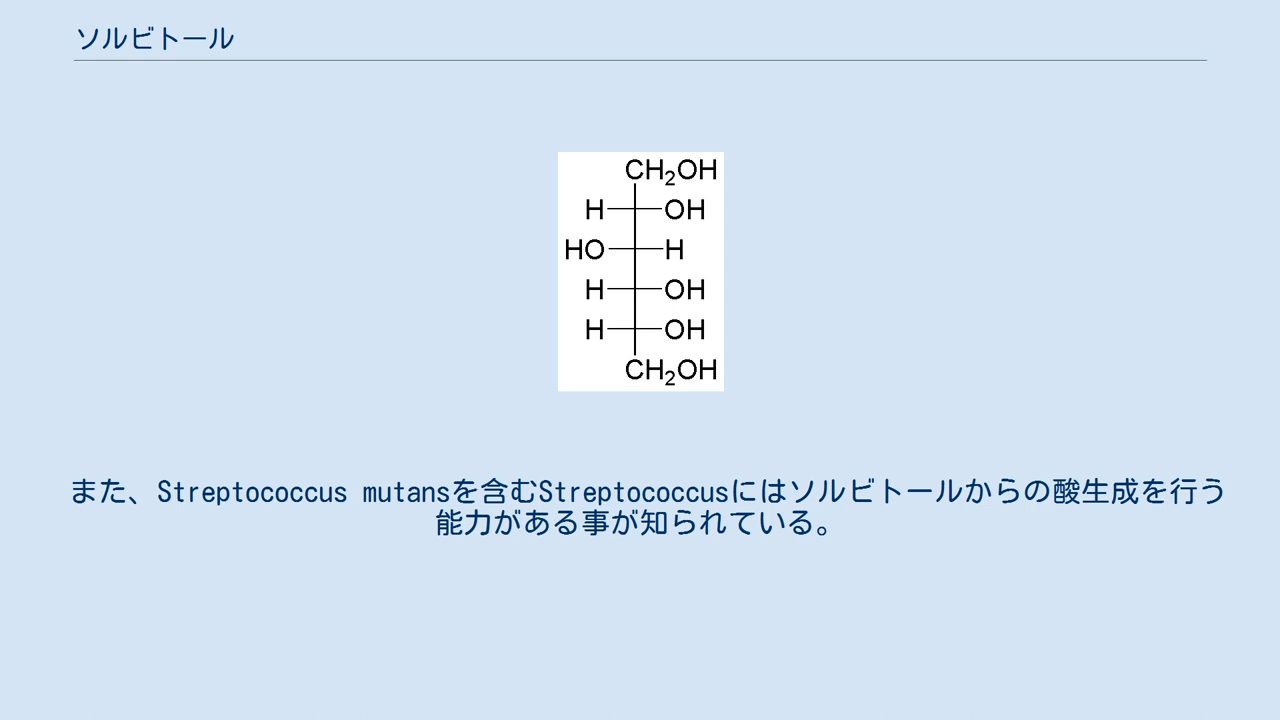 ソルビトール
CH₂OH
H OH
HO H
H OH
H OH
CH₂OH
また、Streptococcus mutansを含むStreptococcusにはソルビトールからの酸生成を行う
能力がある事が知られている。